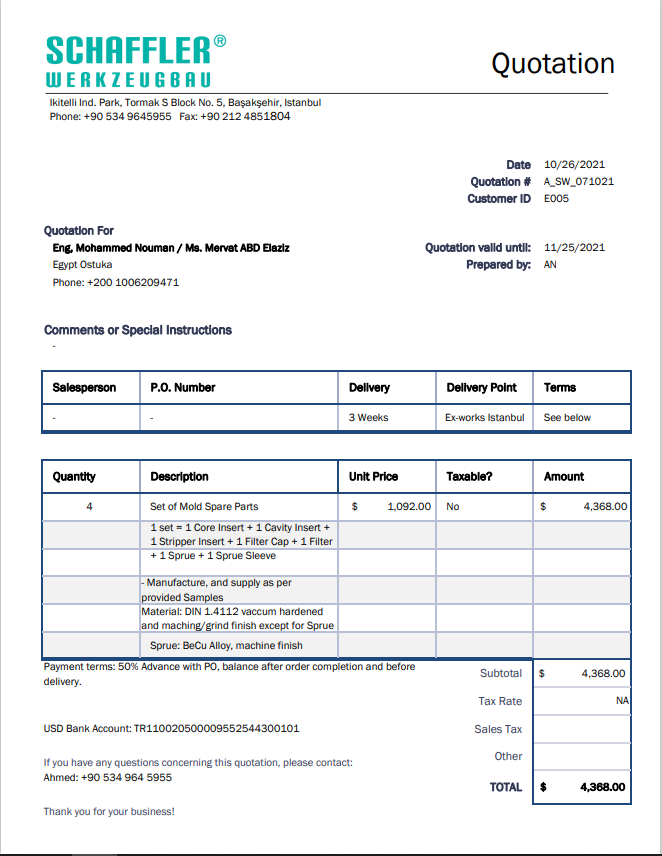 SCHAFFLER®
WERKZEUGBAU
Quotation
Ikitelli Ind. Park, Tormak S Block No. 5, Başakşehir, Istanbul
Phone: +90 534 9645955 Fax: +90 212 4851804
Date 10/26/2021
Quotation # A_SW_071021
Customer ID E005
Quotation For
Eng, Mohammed Nouman / Ms. Mervat ABD Elaziz
Quotation valid until: 11/25/2021
Egypt Ostuka
Prepared by: AN
Phone: +200 1006209471
Comments or Special Instructions
-
Salesperson P.O. Number Delivery Delivery Point Terms
- - 3 Weeks Ex-works Istanbul See below
Quantity Description Unit Price Taxable? Amount
4 Set of Mold Spare Parts $ 1,092.00 No $ 4,368.00
1 set = 1 Core Insert + 1 Cavity Insert +
1 Stripper Insert + 1 Filter Cap + 1 Filter
+ 1 Sprue + 1 Sprue Sleeve
- Manufacture, and supply as per
provided Samples
Material: DIN 1.4112 vaccum hardened
and maching/grind finish except for Sprue
Sprue: BeCu Alloy, machine finish
Payment terms: 50% Advance with PO, balance after order completion and before
delivery.
Subtotal $ 4,368.00
Tax Rate NA
USD Bank Account: TR110020500009552544300101
Sales Tax
Other
If you have any questions concerning this quotation, please contact:
Ahmed: +90 534 964 5955
TOTAL $ 4,368.00
Thank you for your business!